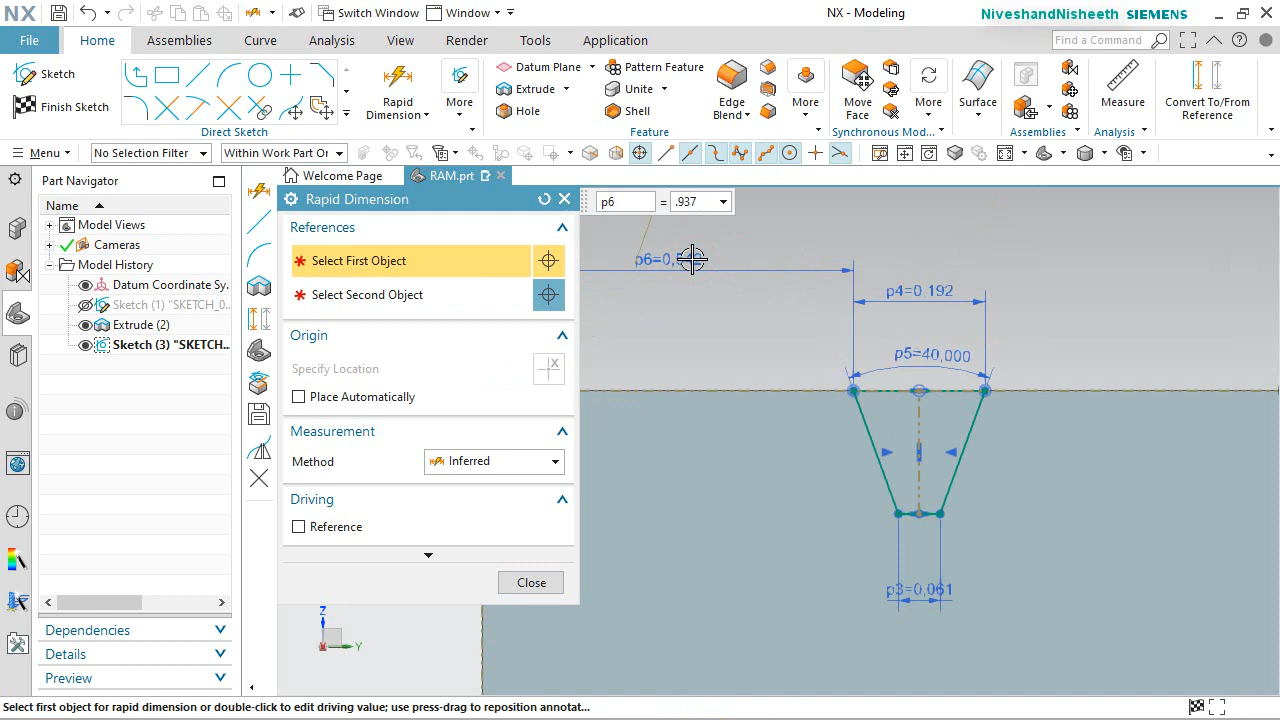 NX
Switch Window
Window
NX - Modeling
NiveshandNisheeth SIEMENS
File
Home
Assemblies
Curve
Analysis
View
Render
Tools
Application
Find a Command
Sketch
Finish Sketch
Direct Sketch
Rapid
Dimension
More
Datum Plane
Extrude
Hole
Pattern Feature
Unite
Shell
Edge
Blend
More
Feature
Move
Face
More
Synchronous Mod...
Surface
Assemblies
Measure
Analysis
Convert To/From
Reference
Menu
No Selection Filter
Within Work Part Or
Part Navigator
Name
Model Views
Cameras
Model History
Datum Coordinate Sy
Sketch (1) "SKETCH_0
Extrude (2)
Sketch (3) "SKETCH...
Dependencies
Details
Preview
Welcome Page
RAM.prt
Rapid Dimension
References
Select First Object
Select Second Object
Origin
Specify Location
Place Automatically
Measurement
Method
Inferred
Driving
Reference
Close
p6 = .937
p4=0,192
p5=40,000
p3=0,061
Z
Y
Select first object for rapid dimension or double-click to edit driving value; use press-drag to reposition annotat...